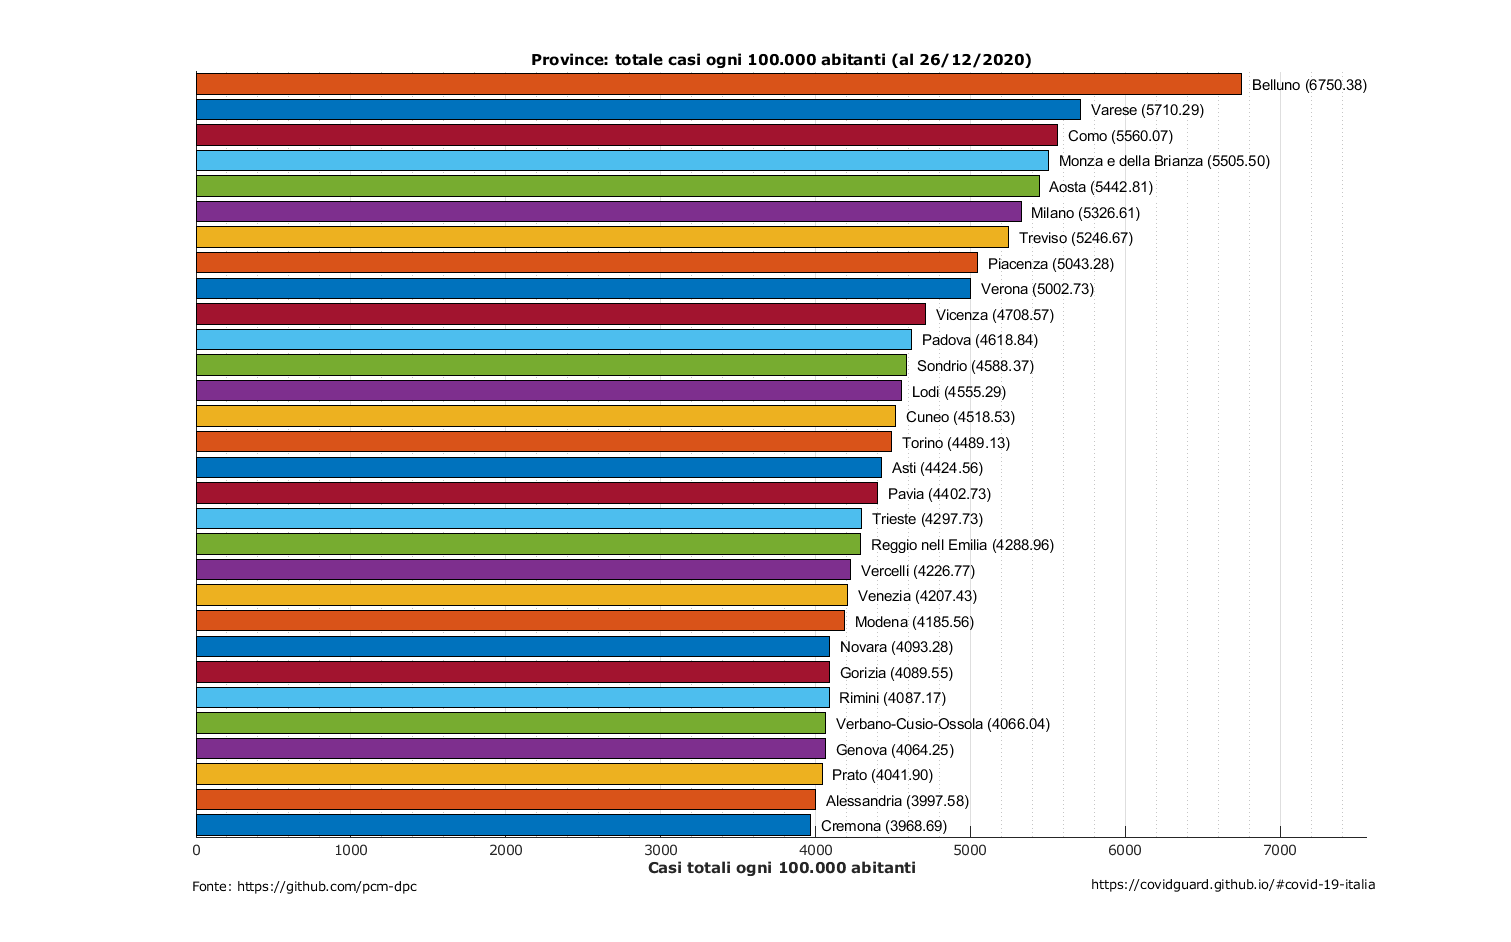 Province: totale casi ogni 100.000 abitanti (al 26/12/2020)
Belluno (6750.38)
Varese (5710.29)
Como (5560.07)
Monza e della Brianza (5505.50)
Aosta (5442.81)
Milano (5326.61)
Treviso (5246.67)
Piacenza (5043.28)
Verona (5002.73)
Vicenza (4708.57)
Padova (4618.84)
Sondrio (4588.37)
Lodi (4555.29)
Cuneo (4518.53)
Torino (4489.13)
Asti (4424.56)
Pavia (4402.73)
Trieste (4297.73)
Reggio nell Emilia (4288.96)
Vercelli (4226.77)
Venezia (4207.43)
Modena (4185.56)
Novara (4093.28)
Gorizia (4089.55)
Rimini (4087.17)
Verbano-Cusio-Ossola (4066.04)
Genova (4064.25)
Prato (4041.90)
Alessandria (3997.58)
Cremona (3968.69)
0 1000 2000 3000 4000 5000 6000 7000
Casi totali ogni 100.000 abitanti
Fonte: https://github.com/pcm-dpc
https://covidguard.github.io/#covid-19-italia